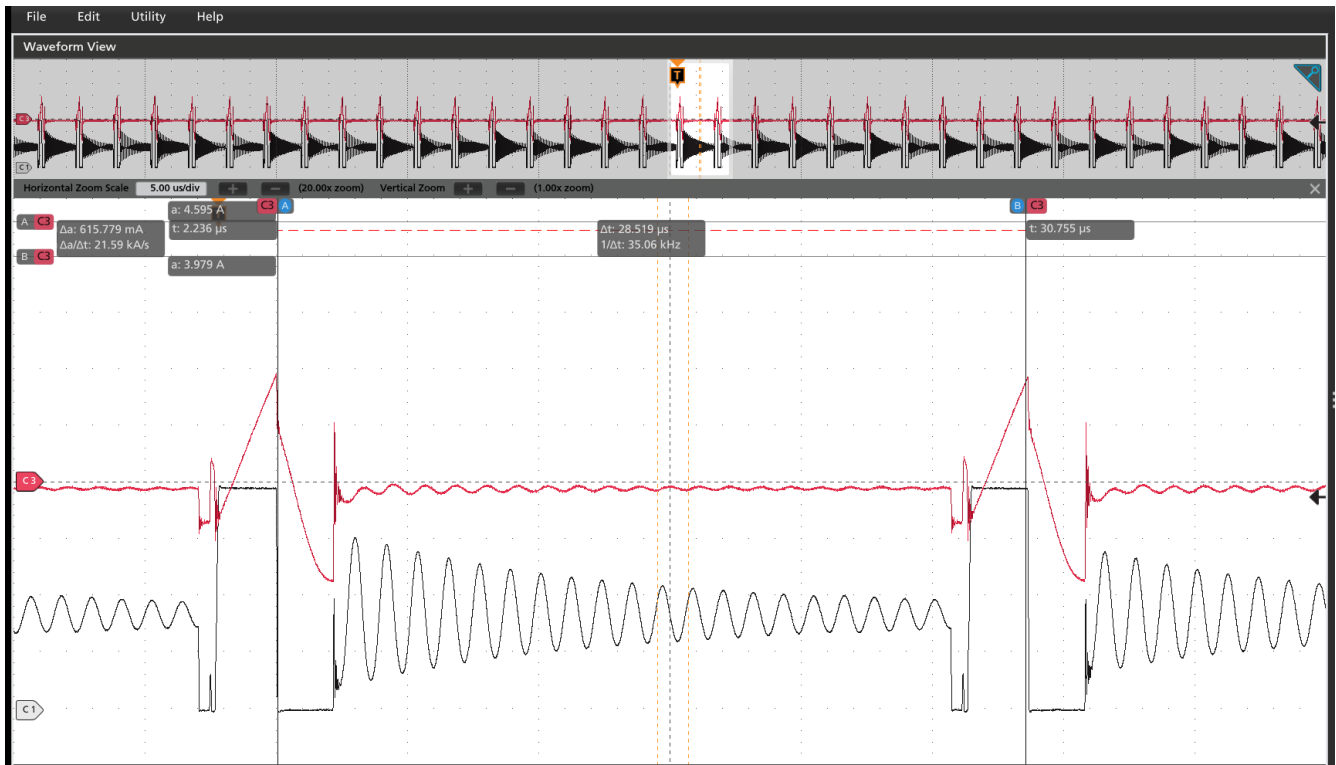 File Edit Utility Help
Waveform View
T
C3
C1
Horizontal Zoom Scale 5.00 us/div + − (20.00x zoom) Vertical Zoom + − (1.00x zoom) ×
a: 4.595 A C3 A B C3
A C3 Δa: 615.779 mA t: 2.236 µs Δt: 28.519 µs t: 30.755 µs
Δa/Δt: 21.59 kA/s 1/Δt: 35.06 kHz
B C3 a: 3.979 A
C3
C1